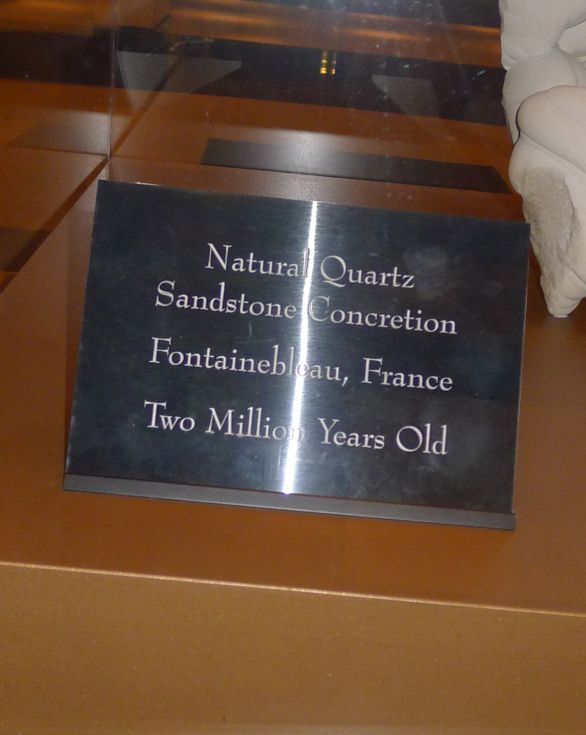 Natural Quartz
Sandstone Concretion
Fontainebleau, France
Two Million Years Old